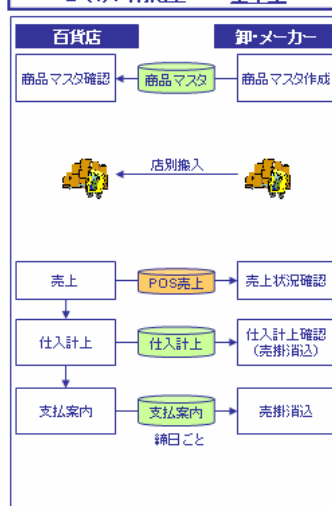 百貨店
卸・メーカー
商品マスタ確認
商品マスタ
商品マスタ作成
店別搬入
売上
POS売上
売上状況確認
仕入計上
仕入計上
仕入計上確認
(売掛消込)
支払案内
支払案内
売掛消込
締日ごと